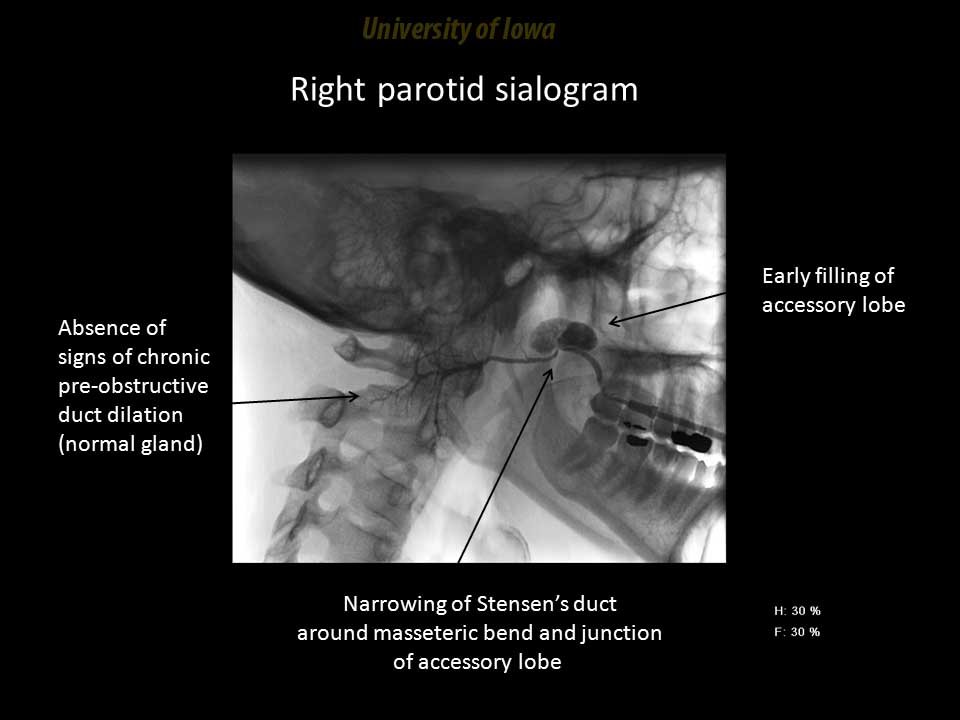 University of Iowa
Right parotid sialogram
Early filling of
accessory lobe
Absence of
signs of chronic
pre-obstructive
duct dilation
(normal gland)
Narrowing of Stensen’s duct
around masseteric bend and junction
of accessory lobe
H: 30 %
F: 30 %